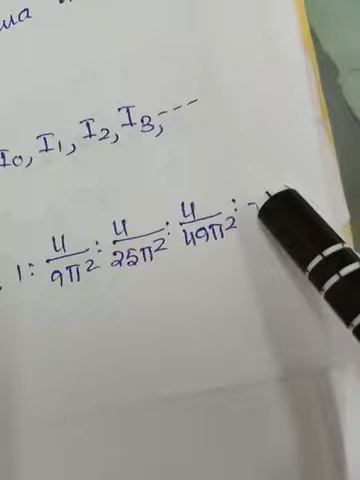 I₀, I₁, I₂, I₃, ---
1 : 4/9π² : 4/25π² : 4/49π² :